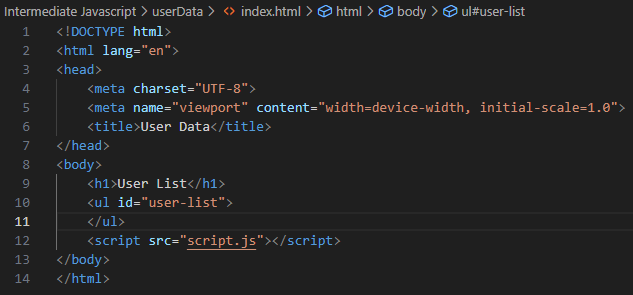 Intermediate Javascript > userData > <> index.html > html > body > ul#user-list
1 <!DOCTYPE html>
2 <html lang="en">
3 <head>
4 <meta charset="UTF-8">
5 <meta name="viewport" content="width=device-width, initial-scale=1.0">
6 <title>User Data</title>
7 </head>
8 <body>
9 <h1>User List</h1>
10 <ul id="user-list">
11 </ul>
12 <script src="script.js"></script>
13 </body>
14 </html>